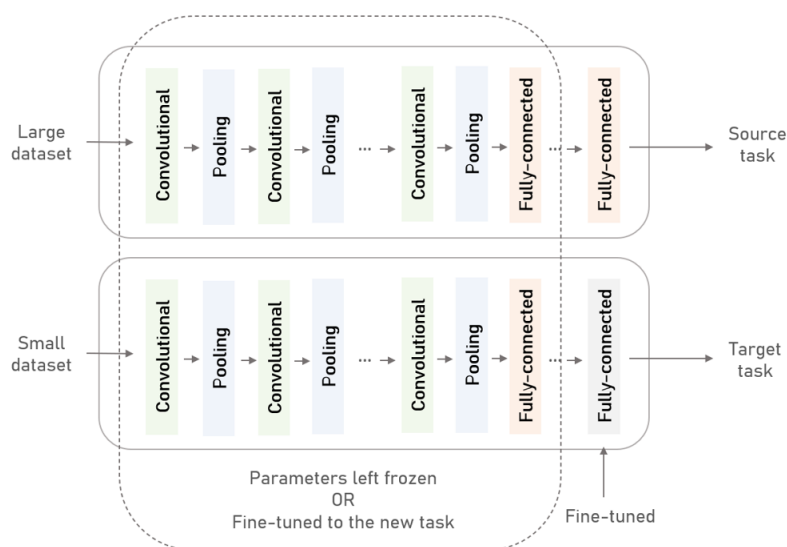 Large
dataset
Convolutional
Pooling
Convolutional
Pooling
...
Convolutional
Pooling
Fully-connected
...
Fully-connected
Source
task
Small
dataset
Convolutional
Pooling
Convolutional
Pooling
...
Convolutional
Pooling
Fully-connected
...
Fully-connected
Target
task
Parameters left frozen
OR
Fine-tuned to the new task
Fine-tuned